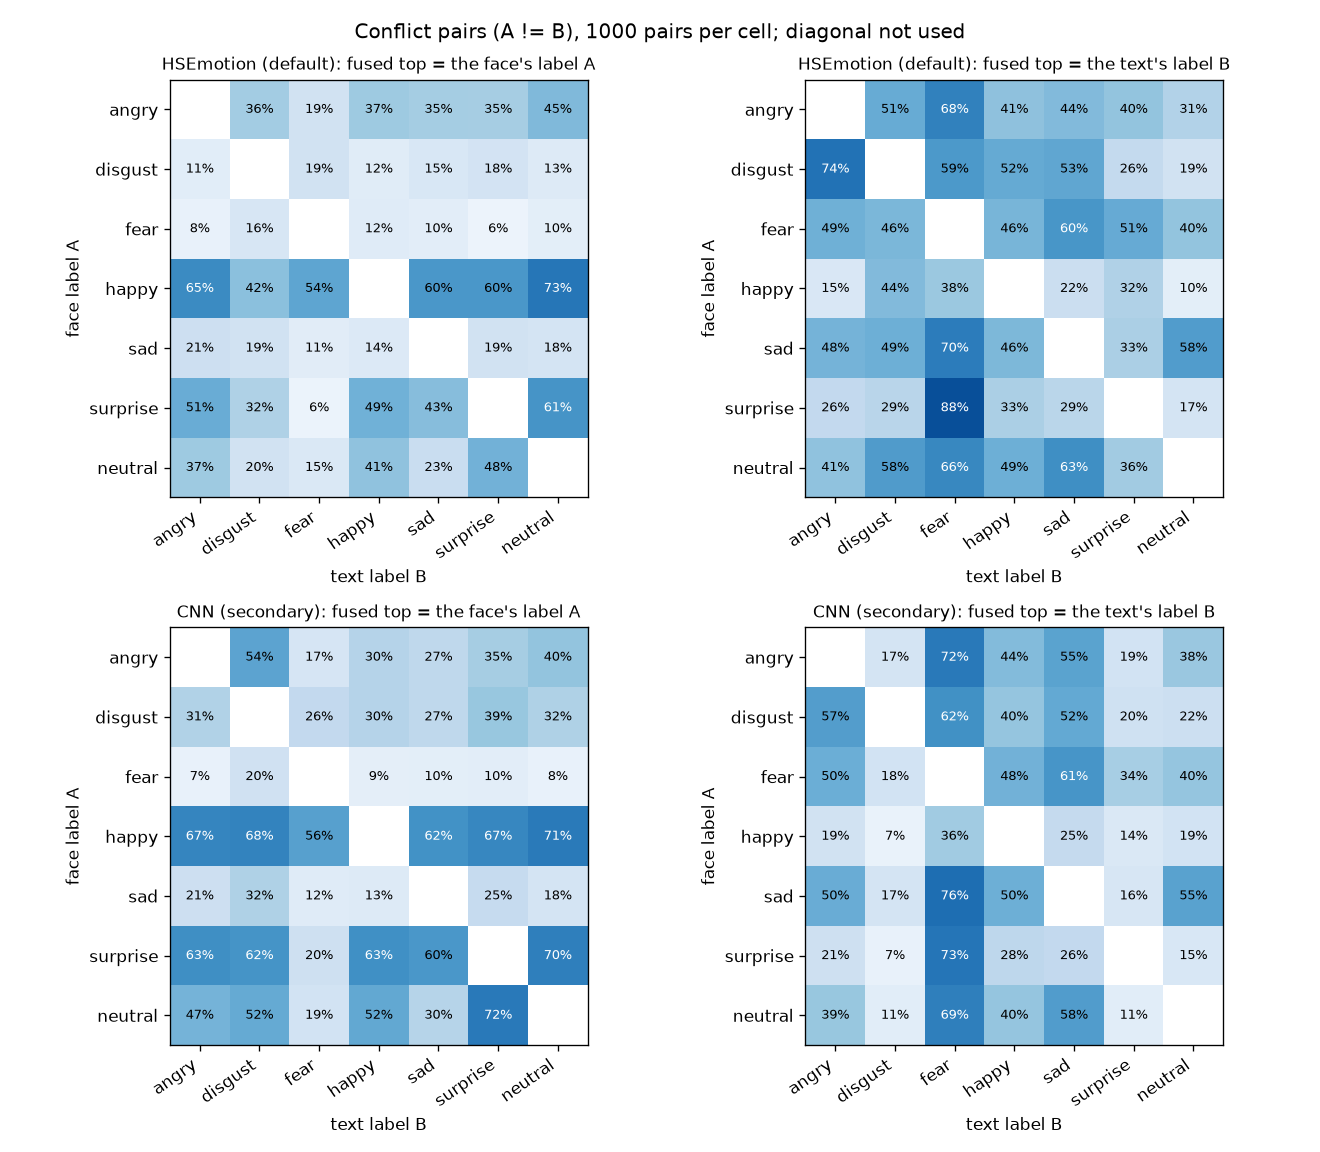 Conflict pairs (A != B), 1000 pairs per cell; diagonal not used
HSEmotion (default): fused top = the face's label A
face label A
angry 36% 19% 37% 35% 35% 45%
disgust 11% 19% 12% 15% 18% 13%
fear 8% 16% 12% 10% 6% 10%
happy 65% 42% 54% 60% 60% 73%
sad 21% 19% 11% 14% 19% 18%
surprise 51% 32% 6% 49% 43% 61%
neutral 37% 20% 15% 41% 23% 48%
angry disgust fear happy sad surprise neutral
text label B
HSEmotion (default): fused top = the text's label B
face label A
angry 51% 68% 41% 44% 40% 31%
disgust 74% 59% 52% 53% 26% 19%
fear 49% 46% 46% 60% 51% 40%
happy 15% 44% 38% 22% 32% 10%
sad 48% 49% 70% 46% 33% 58%
surprise 26% 29% 88% 33% 29% 17%
neutral 41% 58% 66% 49% 63% 36%
angry disgust fear happy sad surprise neutral
text label B
CNN (secondary): fused top = the face's label A
face label A
angry 54% 17% 30% 27% 35% 40%
disgust 31% 26% 30% 27% 39% 32%
fear 7% 20% 9% 10% 10% 8%
happy 67% 68% 56% 62% 67% 71%
sad 21% 32% 12% 13% 25% 18%
surprise 63% 62% 20% 63% 60% 70%
neutral 47% 52% 19% 52% 30% 72%
angry disgust fear happy sad surprise neutral
text label B
CNN (secondary): fused top = the text's label B
face label A
angry 17% 72% 44% 55% 19% 38%
disgust 57% 62% 40% 52% 20% 22%
fear 50% 18% 48% 61% 34% 40%
happy 19% 7% 36% 25% 14% 19%
sad 50% 17% 76% 50% 16% 55%
surprise 21% 7% 73% 28% 26% 15%
neutral 39% 11% 69% 40% 58% 11%
angry disgust fear happy sad surprise neutral
text label B